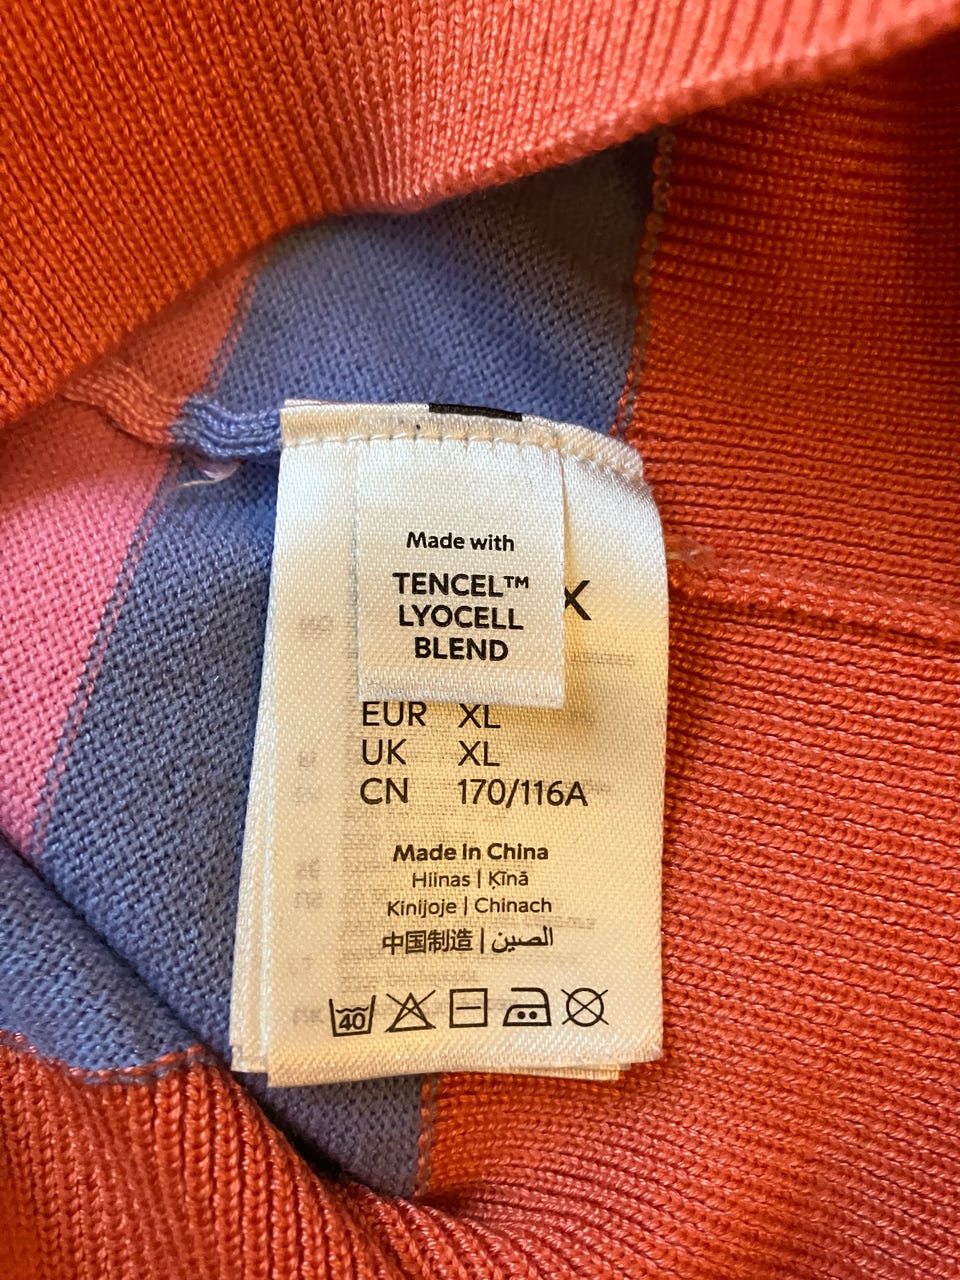 Made with
TENCEL™
LYOCELL
BLEND
X
EUR XL
UK XL
CN 170/116A
Made in China
Hiinas | Ķīnā
Kinijoje | Chinach
中国制造 | الصين
40